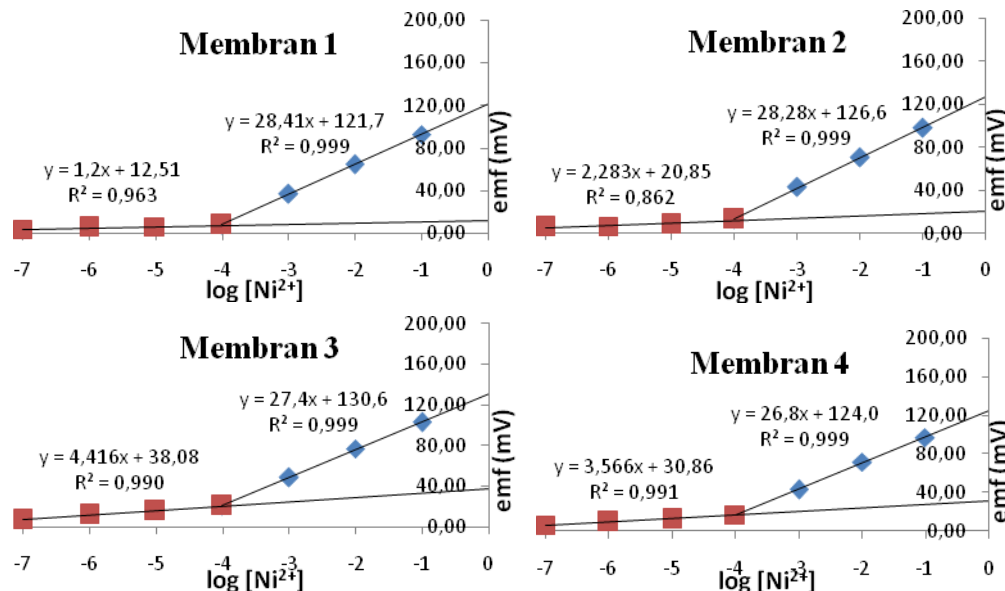 Membran 1
200,00
160,00
120,00
80,00
40,00
0,00
emf (mV)
y = 28,41x + 121,7
R² = 0,999
y = 1,2x + 12,51
R² = 0,963
-7 -6 -5 -4 -3 -2 -1 0
log [Ni²⁺]
Membran 2
200,00
160,00
120,00
80,00
40,00
0,00
emf (mV)
y = 28,28x + 126,6
R² = 0,999
y = 2,283x + 20,85
R² = 0,862
-7 -6 -5 -4 -3 -2 -1 0
log [Ni²⁺]
Membran 3
200,00
160,00
120,00
80,00
40,00
0,00
emf (mV)
y = 27,4x + 130,6
R² = 0,999
y = 4,416x + 38,08
R² = 0,990
-7 -6 -5 -4 -3 -2 -1 0
log [Ni²⁺]
Membran 4
200,00
160,00
120,00
80,00
40,00
0,00
emf (mV)
y = 26,8x + 124,0
R² = 0,999
y = 3,566x + 30,86
R² = 0,991
-7 -6 -5 -4 -3 -2 -1 0
log [Ni²⁺]